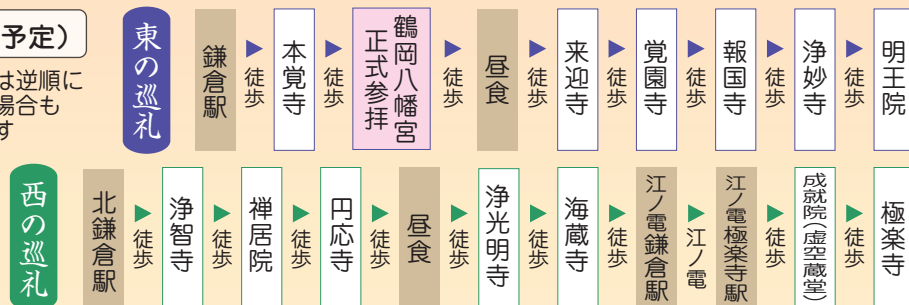 予定）
は逆順に
場合も
す
東の巡礼
鎌倉駅
▶徒歩
本覚寺
▶徒歩
鶴岡八幡宮
正式参拝
▶徒歩
昼食
▶徒歩
来迎寺
▶徒歩
覚園寺
▶徒歩
報国寺
▶徒歩
浄妙寺
▶徒歩
明王院
西の巡礼
北鎌倉駅
▶徒歩
浄智寺
▶徒歩
禅居院
▶徒歩
円応寺
▶徒歩
昼食
▶徒歩
浄光明寺
▶徒歩
海蔵寺
▶徒歩
江ノ電鎌倉駅
▶江ノ電
江ノ電極楽寺駅
▶徒歩
成就院（虚空蔵堂）
▶徒歩
極楽寺